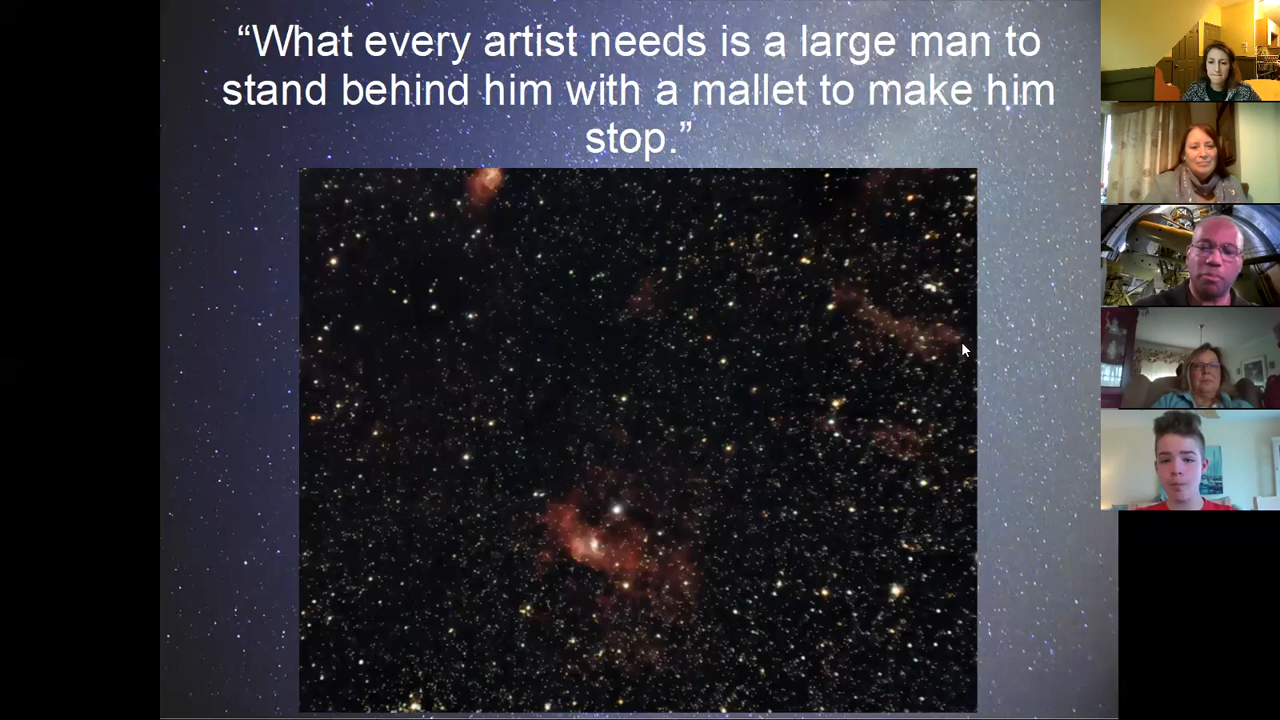 “What every artist needs is a large man to
stand behind him with a mallet to make him
stop.”